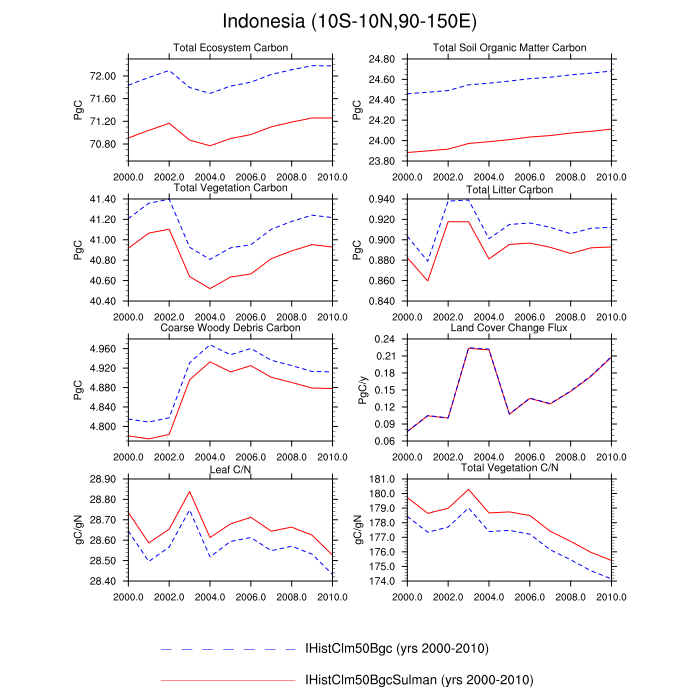 Indonesia (10S-10N,90-150E)
Total Ecosystem Carbon
Total Soil Organic Matter Carbon
PgC
72.00
71.60
71.20
70.80
2000.0 2002.0 2004.0 2006.0 2008.0 2010.0
PgC
24.80
24.60
24.40
24.20
24.00
23.80
2000.0 2002.0 2004.0 2006.0 2008.0 2010.0
Total Vegetation Carbon
Total Litter Carbon
PgC
41.40
41.20
41.00
40.80
40.60
40.40
2000.0 2002.0 2004.0 2006.0 2008.0 2010.0
PgC
0.940
0.920
0.900
0.880
0.860
0.840
2000.0 2002.0 2004.0 2006.0 2008.0 2010.0
Coarse Woody Debris Carbon
Land Cover Change Flux
PgC
4.960
4.920
4.880
4.840
4.800
2000.0 2002.0 2004.0 2006.0 2008.0 2010.0
PgC/y
0.24
0.21
0.18
0.15
0.12
0.09
0.06
2000.0 2002.0 2004.0 2006.0 2008.0 2010.0
Leaf C/N
Total Vegetation C/N
gC/gN
28.90
28.80
28.70
28.60
28.50
28.40
2000.0 2002.0 2004.0 2006.0 2008.0 2010.0
gC/gN
181.0
180.0
179.0
178.0
177.0
176.0
175.0
174.0
2000.0 2002.0 2004.0 2006.0 2008.0 2010.0
IHistClm50Bgc (yrs 2000-2010)
IHistClm50BgcSulman (yrs 2000-2010)